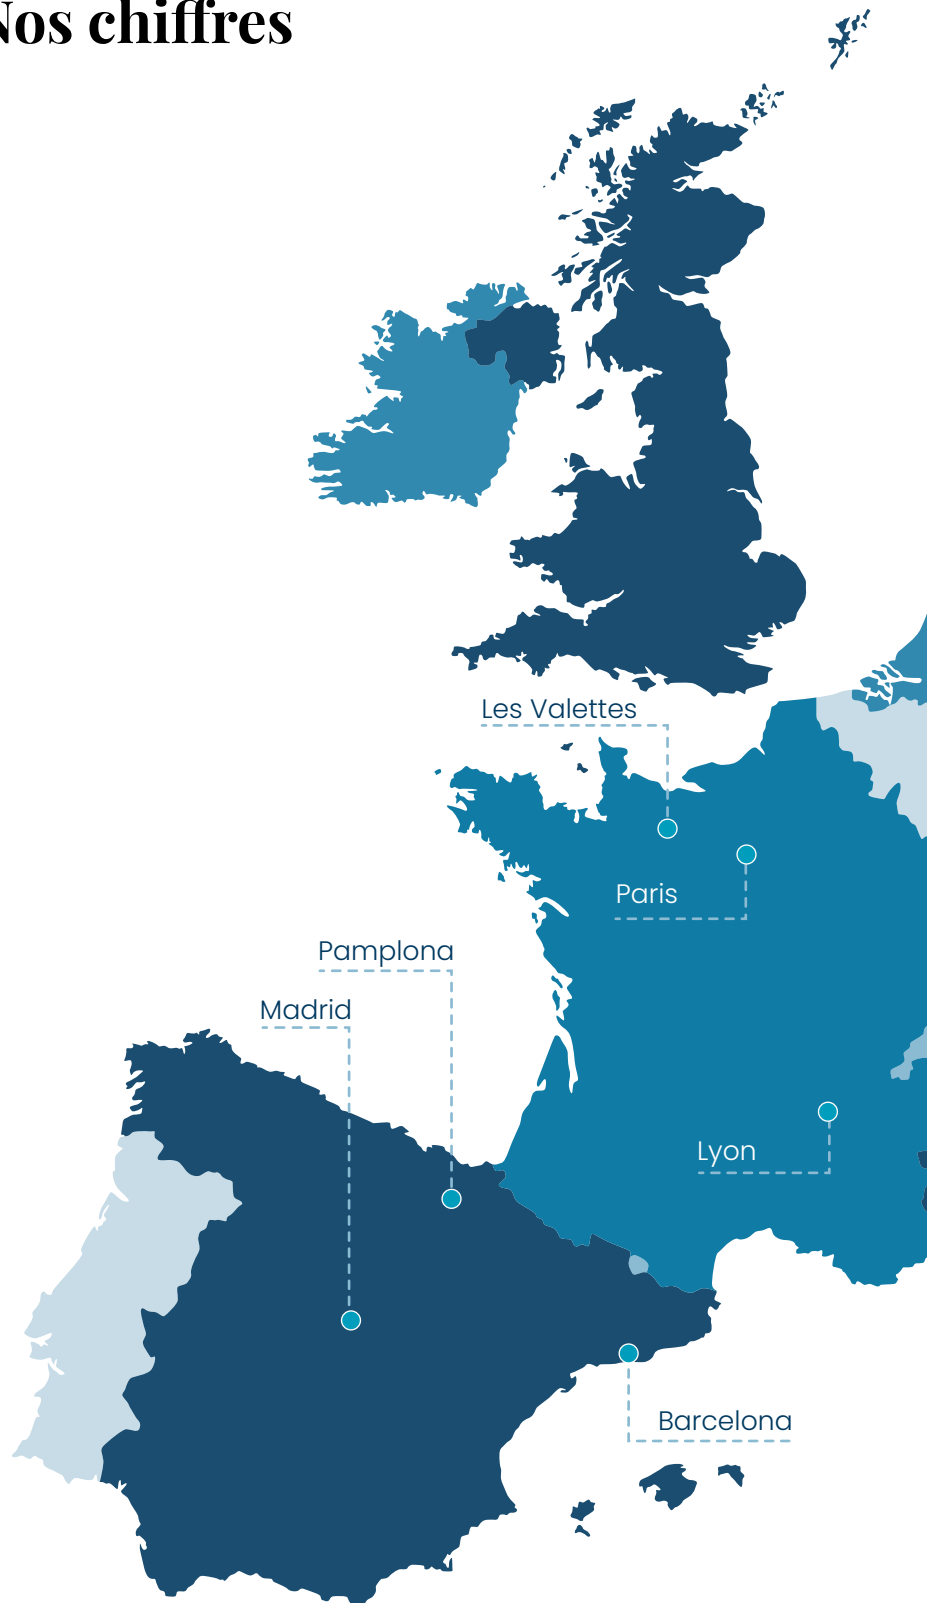 Nos chiffres
Les Valettes
Paris
Pamplona
Madrid
Lyon
Barcelona